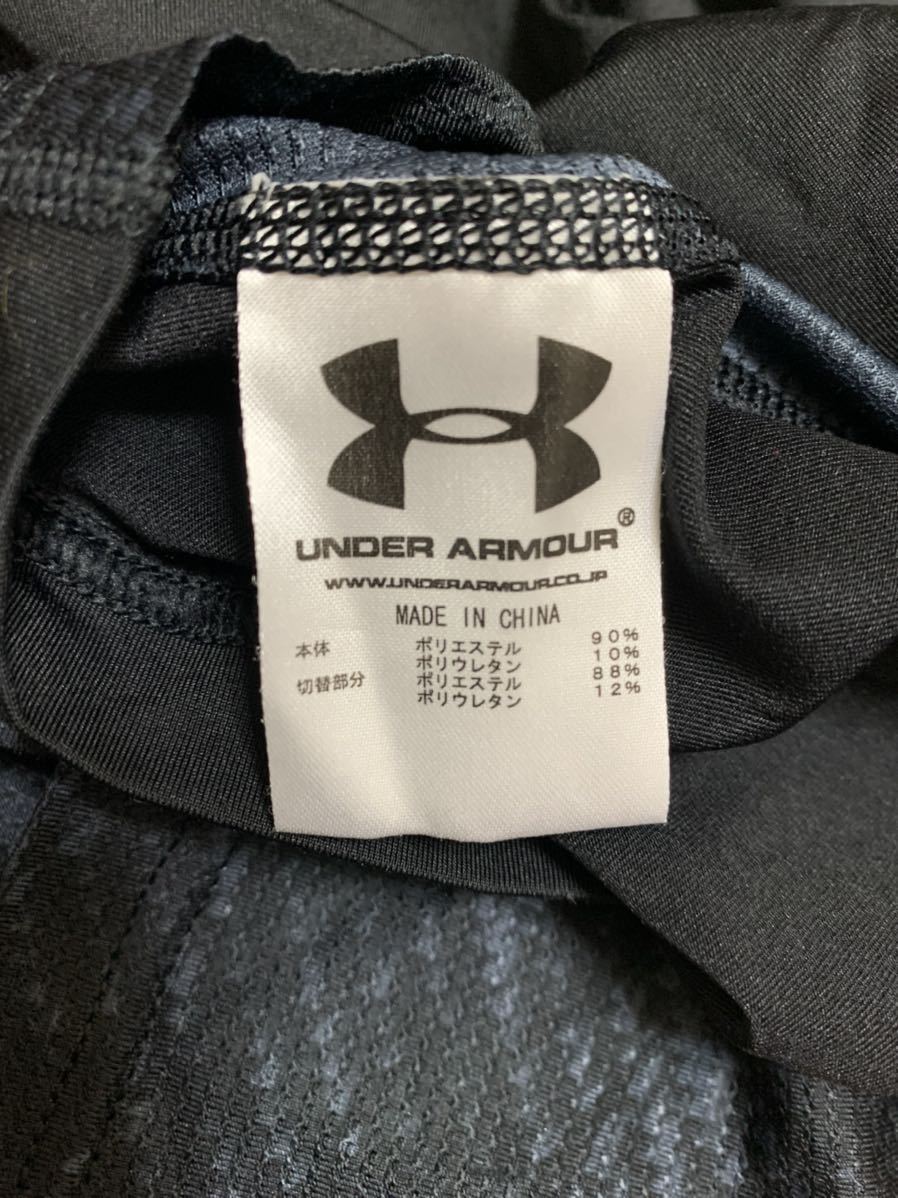 UNDER ARMOUR®
WWW.UNDERARMOUR.CO.JP
MADE IN CHINA
本体 ポリエステル 90%
ポリウレタン 10%
切替部分 ポリエステル 88%
ポリウレタン 12%